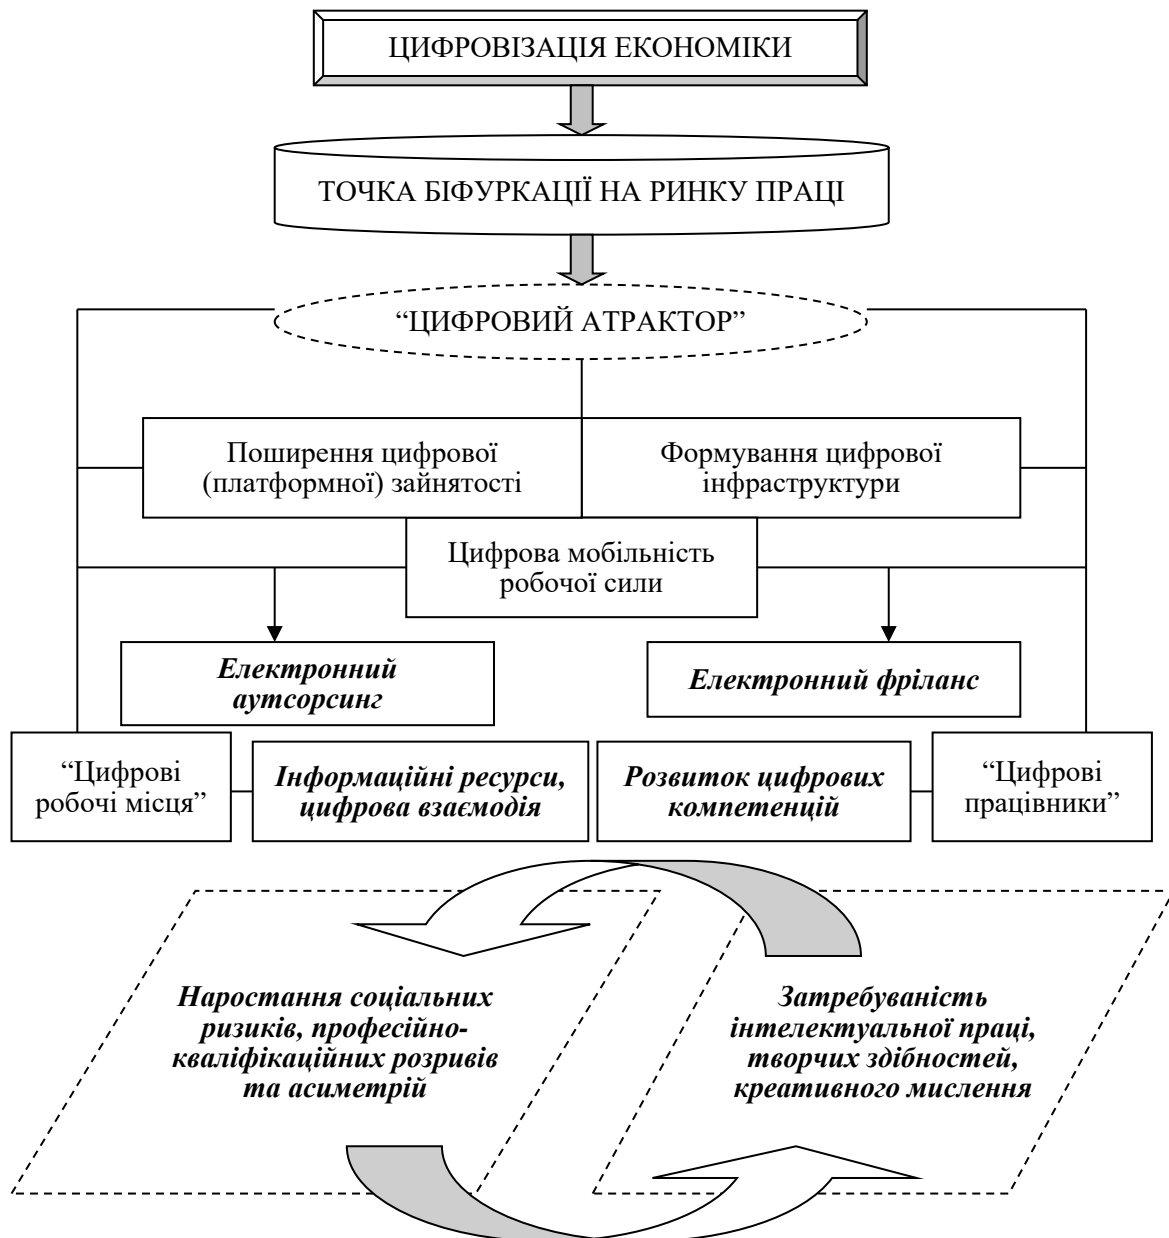 ЦИФРОВІЗАЦІЯ ЕКОНОМІКИ
ТОЧКА БІФУРКАЦІЇ НА РИНКУ ПРАЦІ
“ЦИФРОВИЙ АТРАКТОР”
Поширення цифрової
(платформної) зайнятості
Формування цифрової
інфраструктури
Цифрова мобільність
робочої сили
Електронний
аутсорсинг
Електронний фріланс
“Цифрові
робочі місця”
Інформаційні ресурси,
цифрова взаємодія
Розвиток цифрових
компетенцій
“Цифрові
працівники”
Наростання соціальних
ризиків, професійно-
кваліфікаційних розривів
та асиметрій
Затребуваність
інтелектуальної праці,
творчих здібностей,
креативного мислення